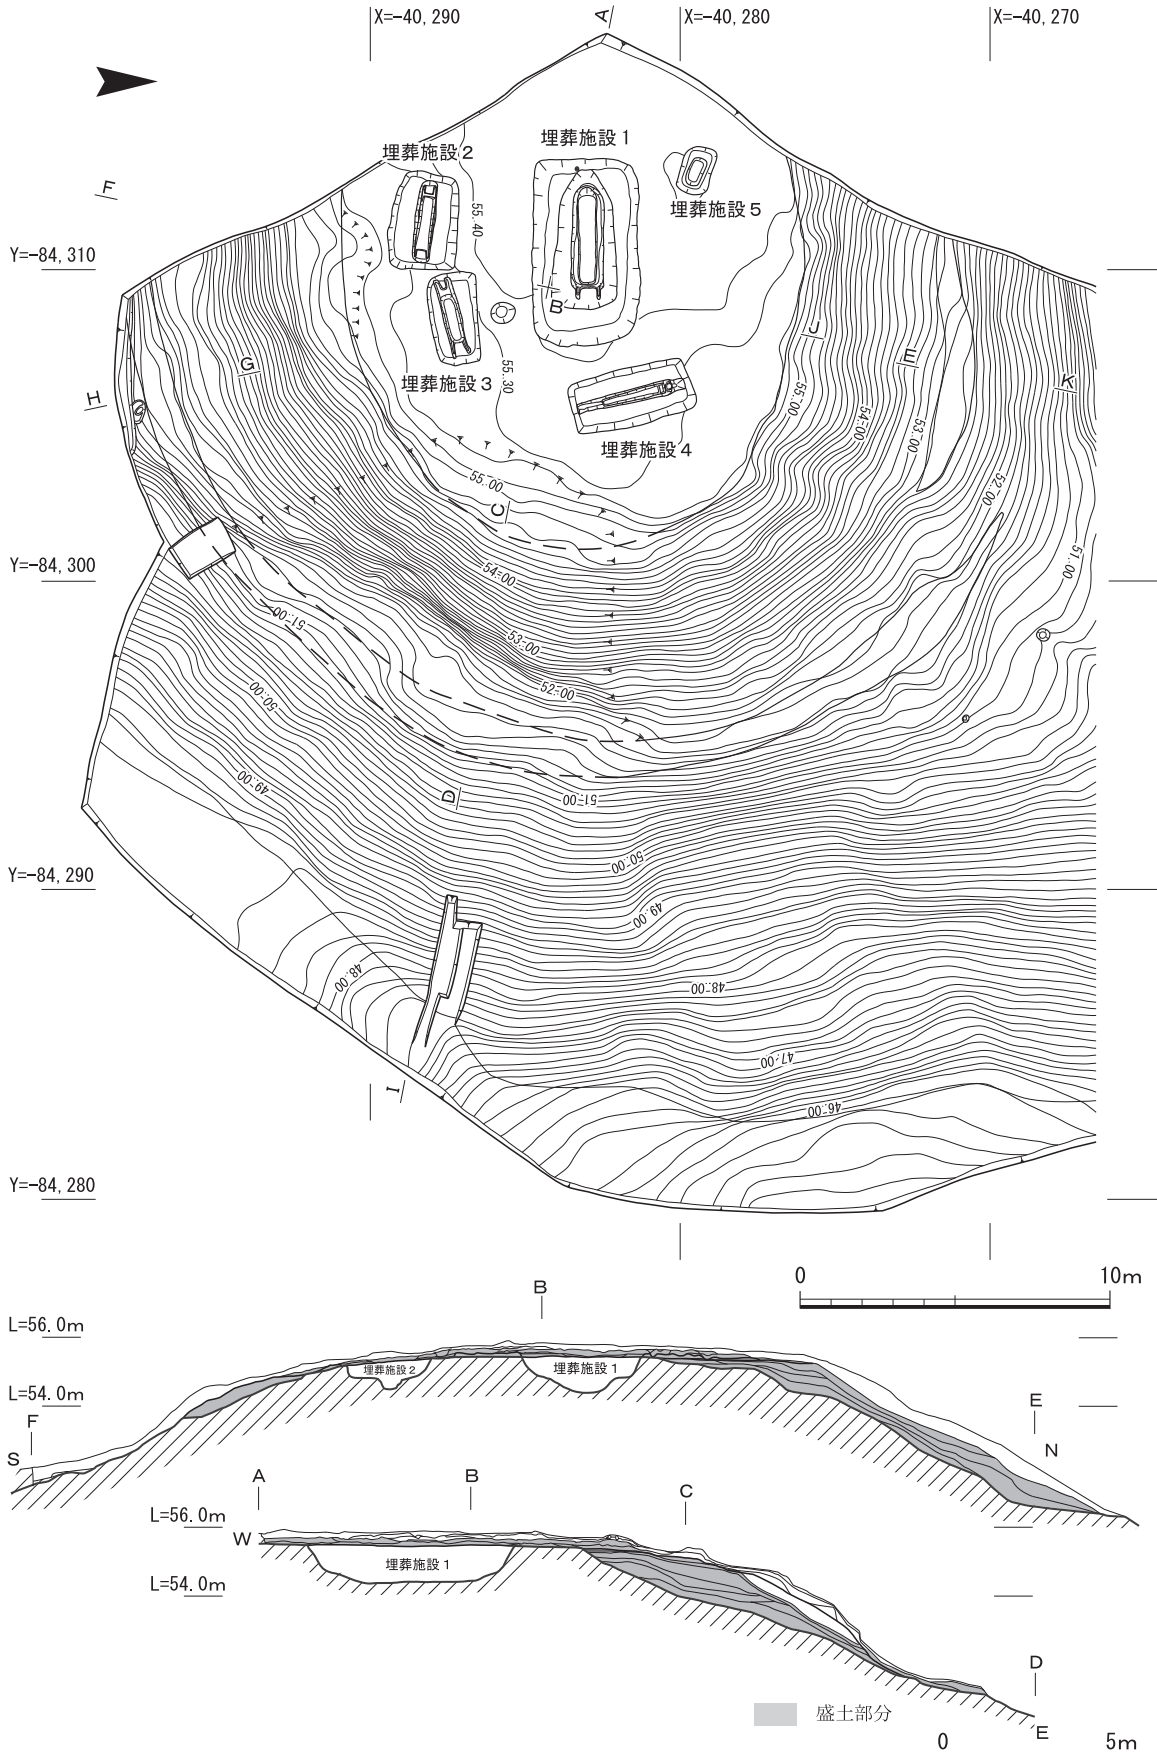 X=-40,290
A
X=-40,280
X=-40,270
埋葬施設2
埋葬施設1
埋葬施設5
F
55.40
Y=-84,310
B
J
E
G
K
H
埋葬施設3
55.30
埋葬施設4
55.00
54.00
53.00
55.00
52.00
C
51.00
Y=-84,300
54.00
51.00
53.00
52.00
50.00
49.00
D
51.00
50.00
Y=-84,290
49.00
48.00
48.00
47.00
I
46.00
Y=-84,280
0 10m
B
L=56.0m
埋葬施設2
埋葬施設1
L=54.0m
F
E
S
N
A
B
C
L=56.0m
W
埋葬施設1
L=54.0m
D
盛土部分
E
0 5m